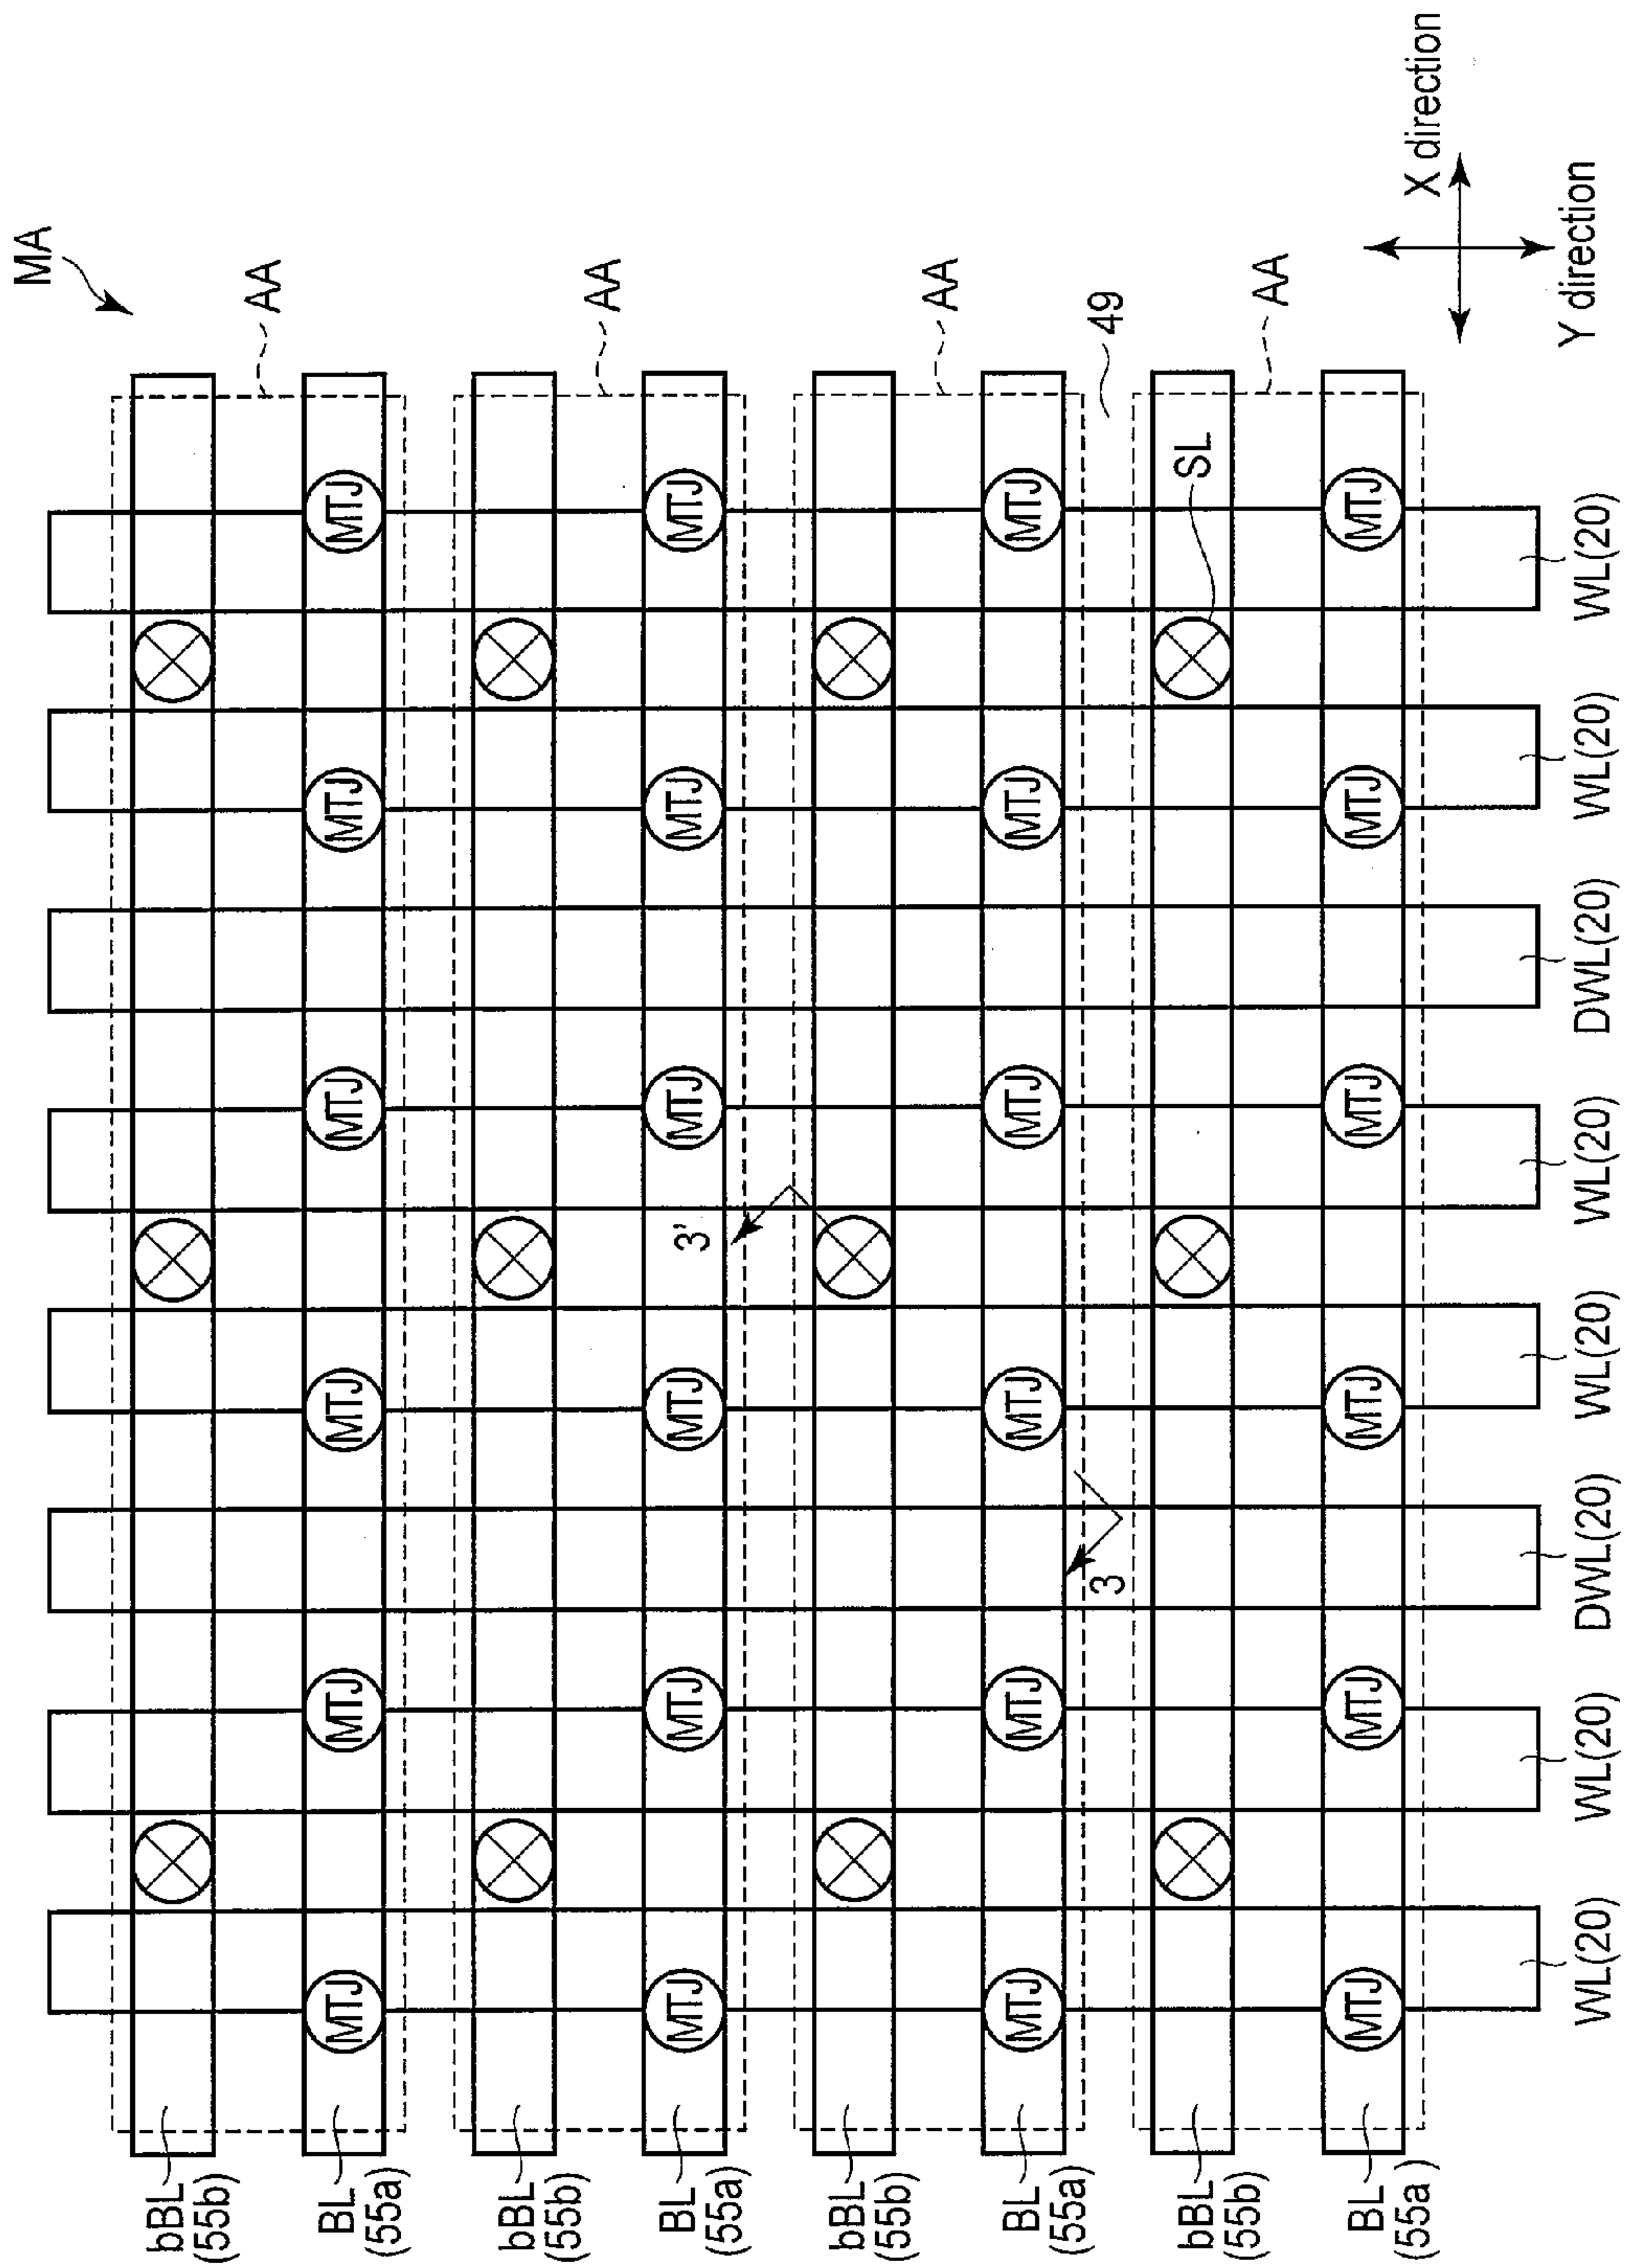 MA
bBL
(55b)
AA
BL
(55a)
MTJ MTJ MTJ MTJ MTJ MTJ
bBL
(55b)
AA
BL
(55a)
MTJ MTJ MTJ MTJ MTJ MTJ
3'
bBL
(55b)
AA
BL
(55a)
MTJ MTJ MTJ MTJ MTJ MTJ
3
49
bBL
(55b)
SL
AA
BL
(55a)
MTJ MTJ MTJ MTJ MTJ MTJ
X direction
Y direction
WL(20) WL(20) DWL(20) WL(20) WL(20) DWL(20) WL(20) WL(20)